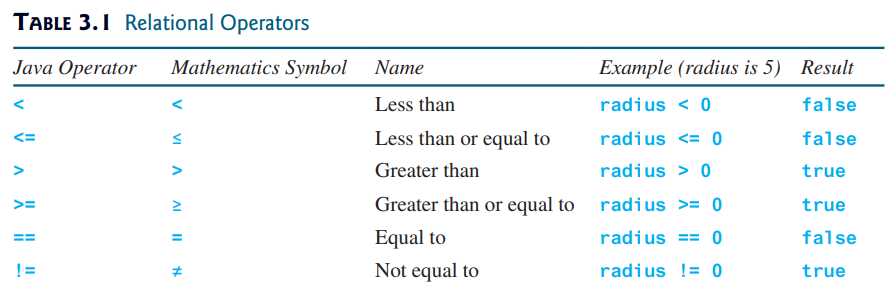 TABLE 3.1 Relational Operators
Java Operator Mathematics Symbol Name Example (radius is 5) Result
< < Less than radius < 0 false
<= ≤ Less than or equal to radius <= 0 false
> > Greater than radius > 0 true
>= ≥ Greater than or equal to radius >= 0 true
== = Equal to radius == 0 false
!= ≠ Not equal to radius != 0 true